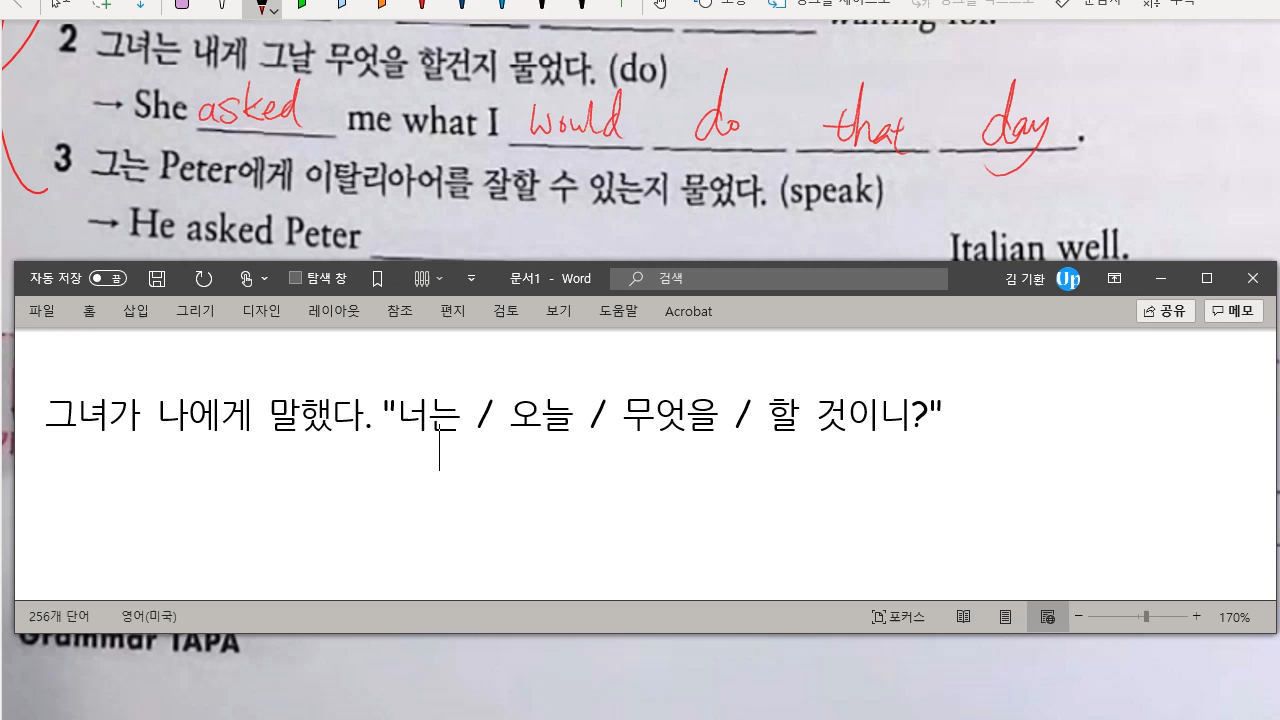 waiting for.
2 그녀는 내게 그날 무엇을 할건지 물었다. (do)
→ She asked me what I would do that day.
3 그는 Peter에게 이탈리아어를 잘할 수 있는지 물었다. (speak)
→ He asked Peter Italian well.
자동 저장 끔 탐색 창 문서1 - Word 검색 김 기환 Up
파일 홈 삽입 그리기 디자인 레이아웃 참조 편지 검토 보기 도움말 Acrobat 공유 메모
그녀가 나에게 말했다. "너는 / 오늘 / 무엇을 / 할 것이니?"
256개 단어 영어(미국) 포커스 170%
Grammar TAPA